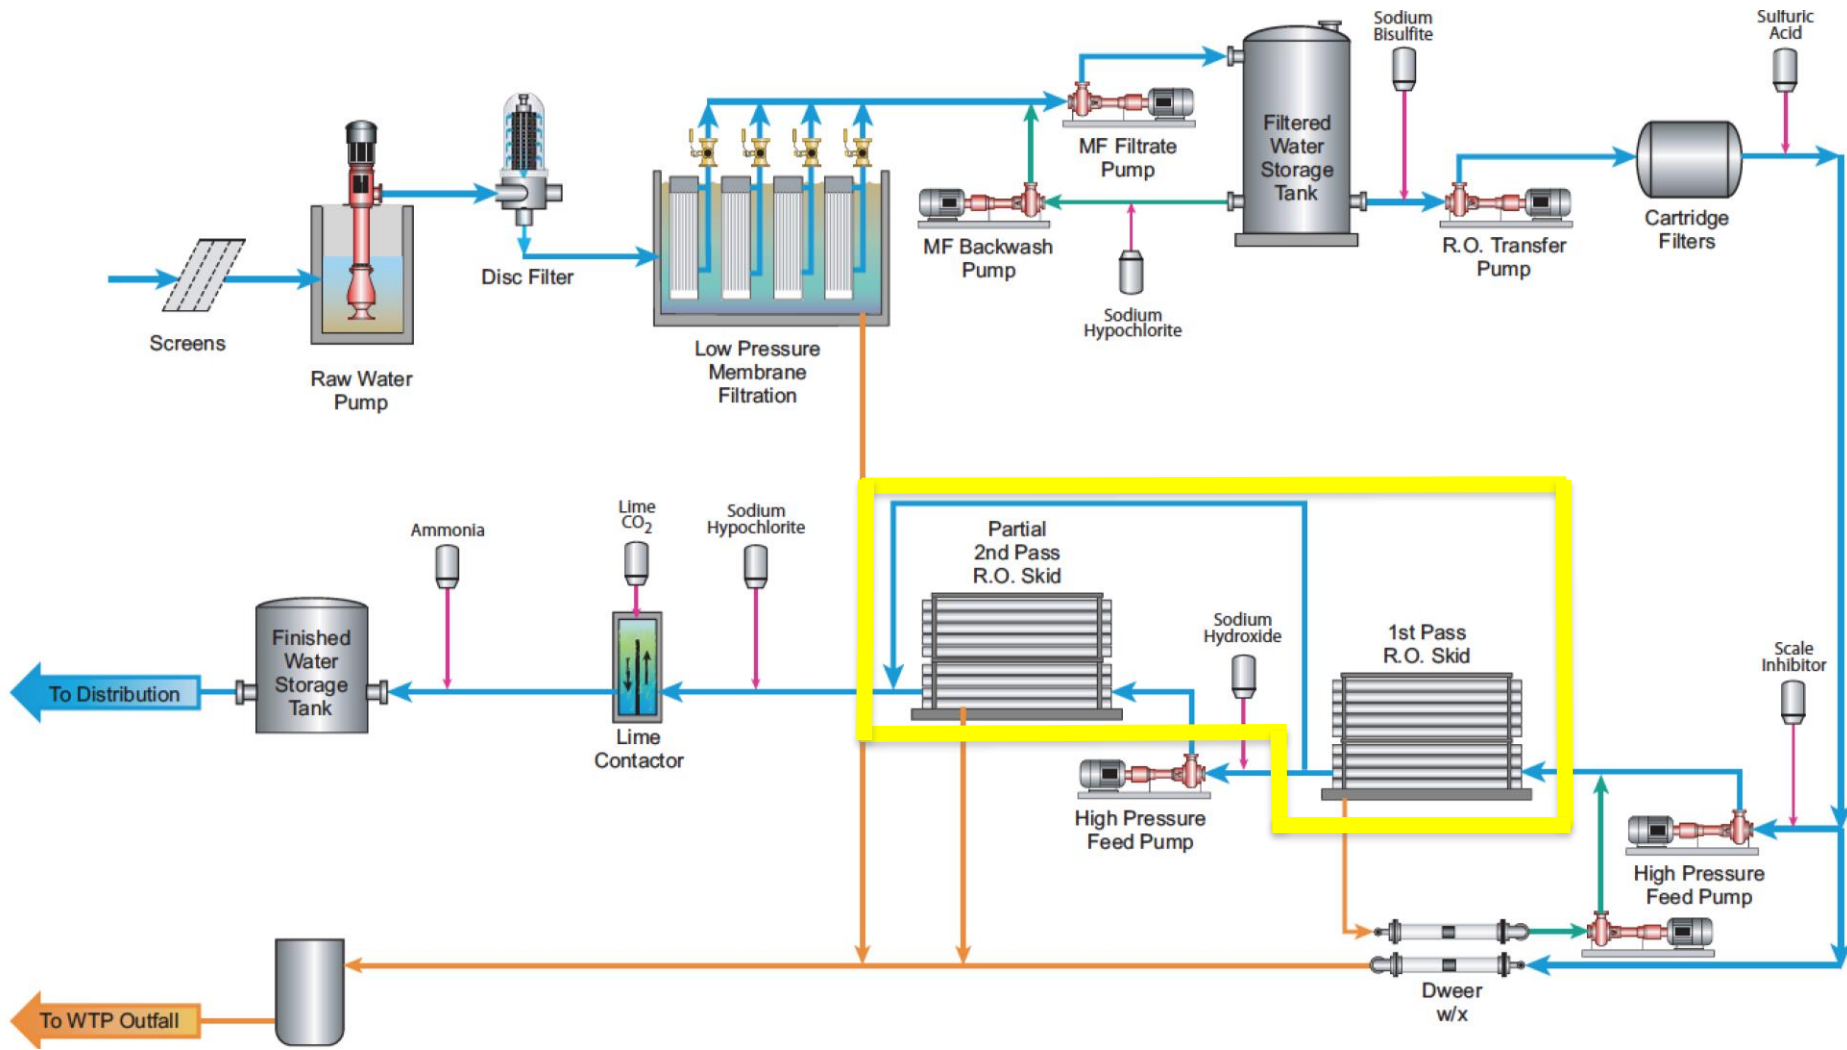 Sodium
Bisulfite
Sulfuric
Acid
Filtered
Water
Storage
Tank
MF Filtrate
Pump
Cartridge
Filters
MF Backwash
Pump
R.O. Transfer
Pump
Disc Filter
Sodium
Hypochlorite
Screens
Raw Water
Pump
Low Pressure
Membrane
Filtration
Ammonia
Lime
CO2
Sodium
Hypochlorite
Partial
2nd Pass
R.O. Skid
Sodium
Hydroxide
1st Pass
R.O. Skid
Scale
Inhibitor
Finished
Water
Storage
Tank
To Distribution
Lime
Contactor
High Pressure
Feed Pump
High Pressure
Feed Pump
Dweer
w/x
To WTP Outfall